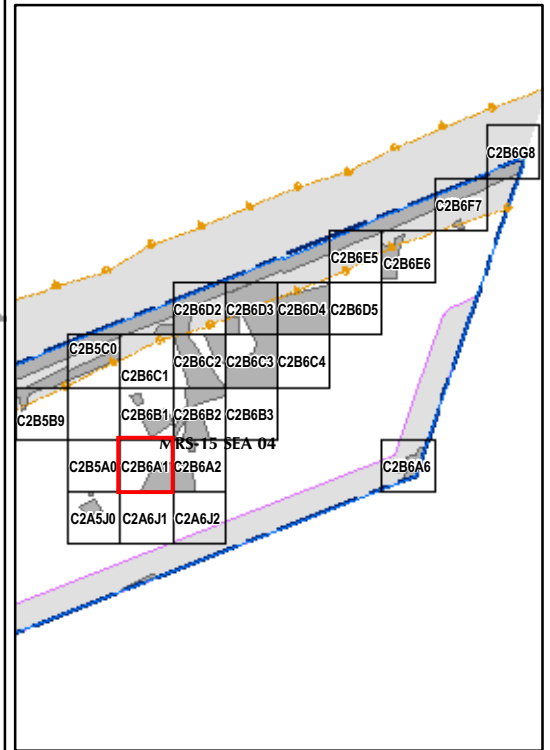 C2B6G8
C2B6F7
C2B6E5 C2B6E6
C2B6D2 C2B6D3 C2B6D4 C2B6D5
C2B5C0 C2B6C1 C2B6C2 C2B6C3 C2B6C4
C2B5B9 C2B6B1 C2B6B2 C2B6B3
MRS-15 SEA 04
C2B5A0 C2B6A1 C2B6A2 C2B6A6
C2A5J0 C2A6J1 C2A6J2